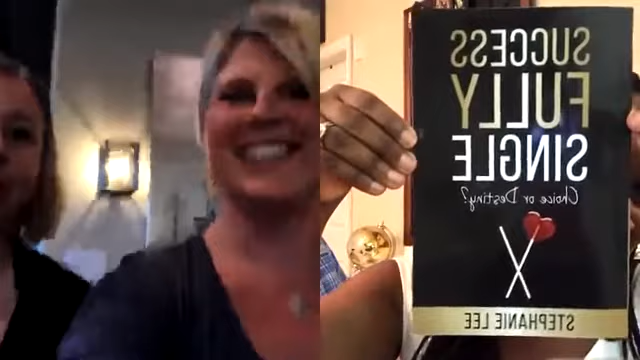 SUCCESS
FULLY
SINGLE
Choice or Destiny?
STEPHANIE LEE